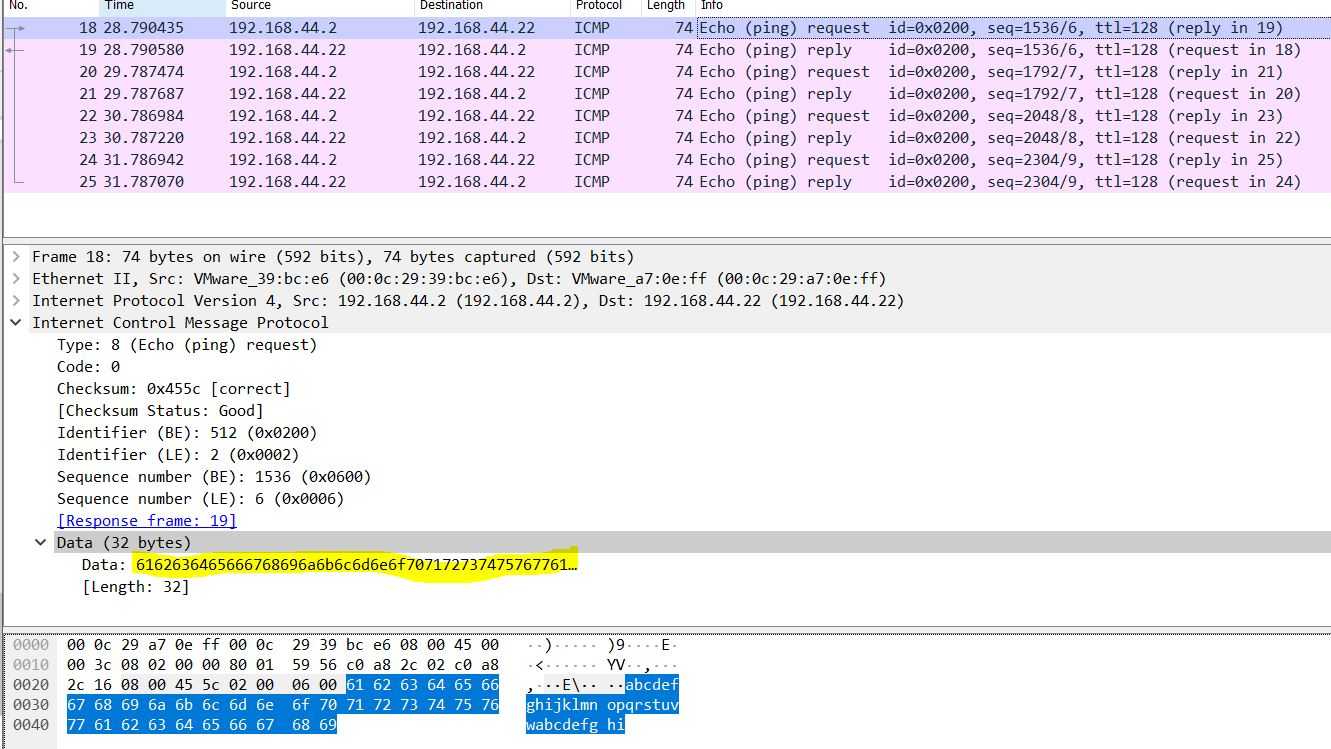 No. Time Source Destination Protocol Length Info
18 28.790435 192.168.44.2 192.168.44.22 ICMP 74 Echo (ping) request id=0x0200, seq=1536/6, ttl=128 (reply in 19)
19 28.790580 192.168.44.22 192.168.44.2 ICMP 74 Echo (ping) reply id=0x0200, seq=1536/6, ttl=128 (request in 18)
20 29.787474 192.168.44.2 192.168.44.22 ICMP 74 Echo (ping) request id=0x0200, seq=1792/7, ttl=128 (reply in 21)
21 29.787687 192.168.44.22 192.168.44.2 ICMP 74 Echo (ping) reply id=0x0200, seq=1792/7, ttl=128 (request in 20)
22 30.786984 192.168.44.2 192.168.44.22 ICMP 74 Echo (ping) request id=0x0200, seq=2048/8, ttl=128 (reply in 23)
23 30.787220 192.168.44.22 192.168.44.2 ICMP 74 Echo (ping) reply id=0x0200, seq=2048/8, ttl=128 (request in 22)
24 31.786942 192.168.44.2 192.168.44.22 ICMP 74 Echo (ping) request id=0x0200, seq=2304/9, ttl=128 (reply in 25)
25 31.787070 192.168.44.22 192.168.44.2 ICMP 74 Echo (ping) reply id=0x0200, seq=2304/9, ttl=128 (request in 24)
Frame 18: 74 bytes on wire (592 bits), 74 bytes captured (592 bits)
Ethernet II, Src: VMware_39:bc:e6 (00:0c:29:39:bc:e6), Dst: VMware_a7:0e:ff (00:0c:29:a7:0e:ff)
Internet Protocol Version 4, Src: 192.168.44.2 (192.168.44.2), Dst: 192.168.44.22 (192.168.44.22)
Internet Control Message Protocol
Type: 8 (Echo (ping) request)
Code: 0
Checksum: 0x455c [correct]
[Checksum Status: Good]
Identifier (BE): 512 (0x0200)
Identifier (LE): 2 (0x0002)
Sequence number (BE): 1536 (0x0600)
Sequence number (LE): 6 (0x0006)
[Response frame: 19]
Data (32 bytes)
Data: 6162636465666768696a6b6c6d6e6f7071727374757677​61…
[Length: 32]
0000 00 0c 29 a7 0e ff 00 0c 29 39 bc e6 08 00 45 00 ··)····· )9····E·
0010 00 3c 08 02 00 00 80 01 59 56 c0 a8 2c 02 c0 a8 ·<······ YV··,···
0020 2c 16 08 00 45 5c 02 00 06 00 61 62 63 64 65 66 ,···E\·· ··abcdef
0030 67 68 69 6a 6b 6c 6d 6e 6f 70 71 72 73 74 75 76 ghijklmn opqrstuv
0040 77 61 62 63 64 65 66 67 68 69 wabcdefg hi